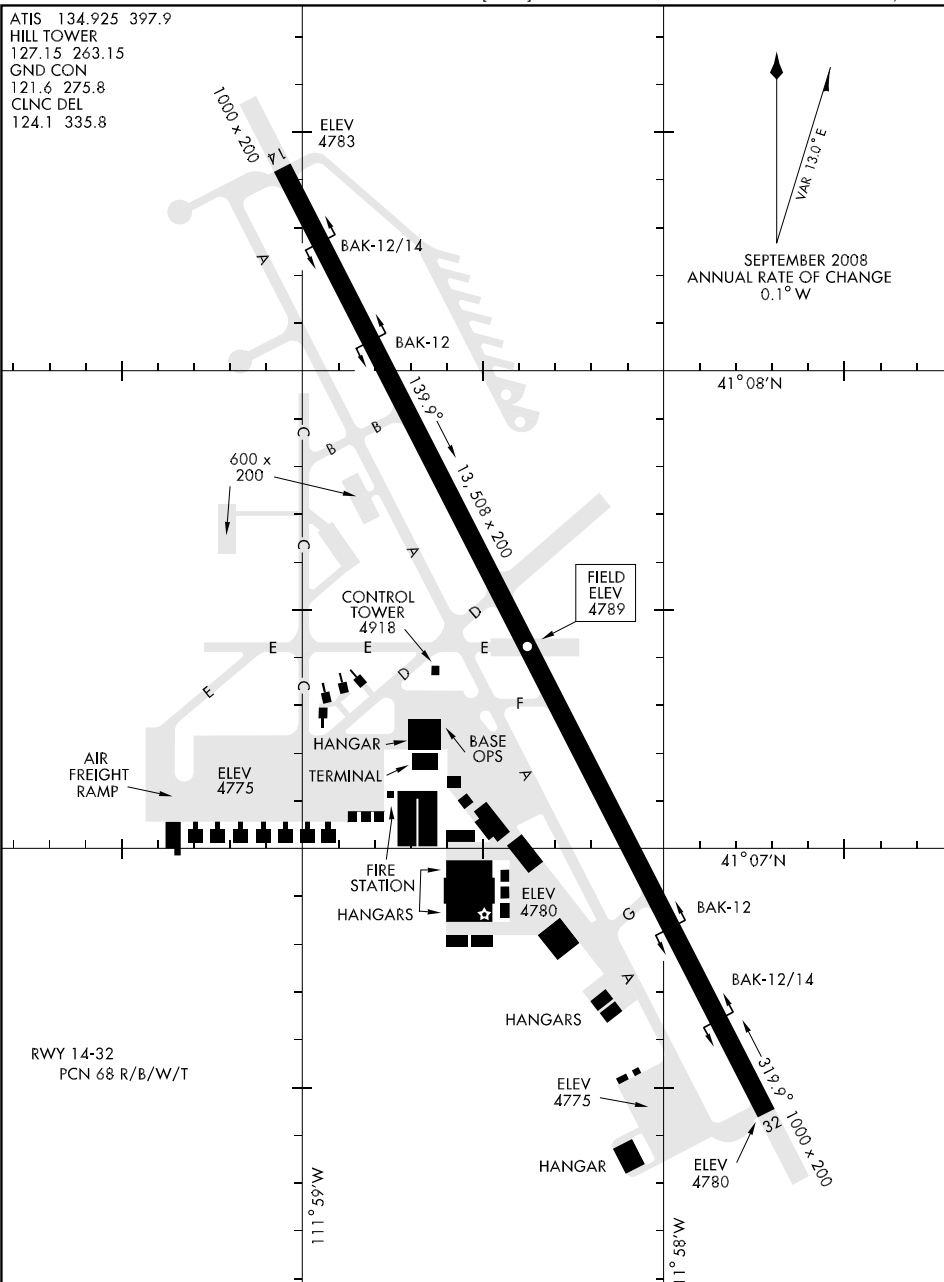 ATIS 134.925 397.9
HILL TOWER
127.15 263.15
GND CON
121.6 275.8
CLNC DEL
124.1 335.8
1000 x 200
ELEV
4783
14
VAR 13.0° E
SEPTEMBER 2008
ANNUAL RATE OF CHANGE
0.1° W
A
BAK-12/14
BAK-12
41°08'N
139.9°
13, 508 x 200
C
B
B
600 x
200
C
A
FIELD
ELEV
4789
CONTROL
TOWER
4918
D
E
E
E
E
D
C
F
HANGAR
BASE
OPS
TERMINAL
A
AIR
FREIGHT
RAMP
ELEV
4775
41°07'N
FIRE
STATION
HANGARS
ELEV
4780
G
BAK-12
A
BAK-12/14
HANGARS
RWY 14-32
PCN 68 R/B/W/T
ELEV
4775
319.9°
1000 x 200
32
HANGAR
ELEV
4780
111°59'W
11°58'W